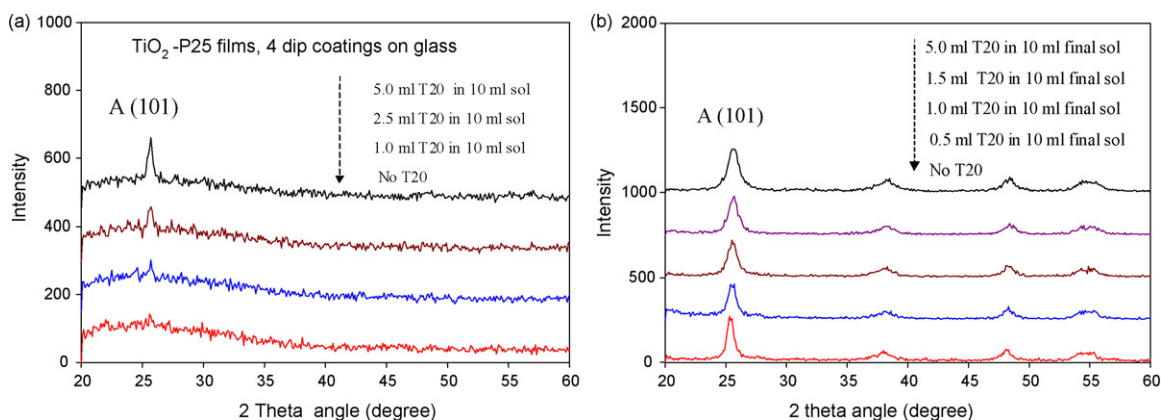 (a)
1000
800
600
400
200
0
Intensity
TiO2 -P25 films, 4 dip coatings on glass
A (101)
5.0 ml T20 in 10 ml sol
2.5 ml T20 in 10 ml sol
1.0 ml T20 in 10 ml sol
No T20
20 25 30 35 40 45 50 55 60
2 Theta angle (degree)
(b)
2000
1500
1000
500
0
Intensity
A (101)
5.0 ml T20 in 10 ml final sol
1.5 ml T20 in 10 ml final sol
1.0 ml T20 in 10 ml final sol
0.5 ml T20 in 10 ml final sol
No T20
20 25 30 35 40 45 50 55 60
2 theta angle (degree)